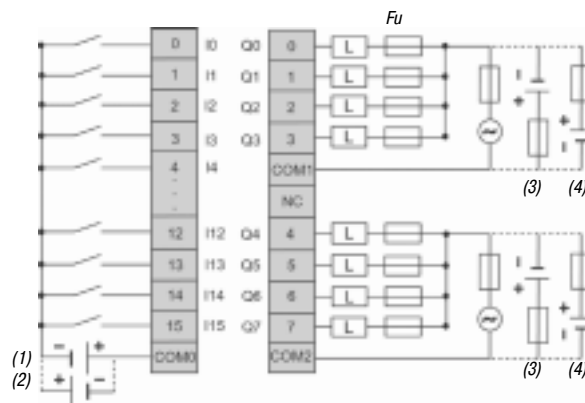 Fu
0 I0 Q0 0 L
1 I1 Q1 1 L
2 I2 Q2 2 L
3 I3 Q3 3 L
4 I4 COM1
NC
(3) (4)
12 I12 Q4 4 L
13 I13 Q5 5 L
14 I14 Q6 6 L
15 I15 Q7 7 L
(1) − + COM0 COM2
(2) + −
(3) (4)